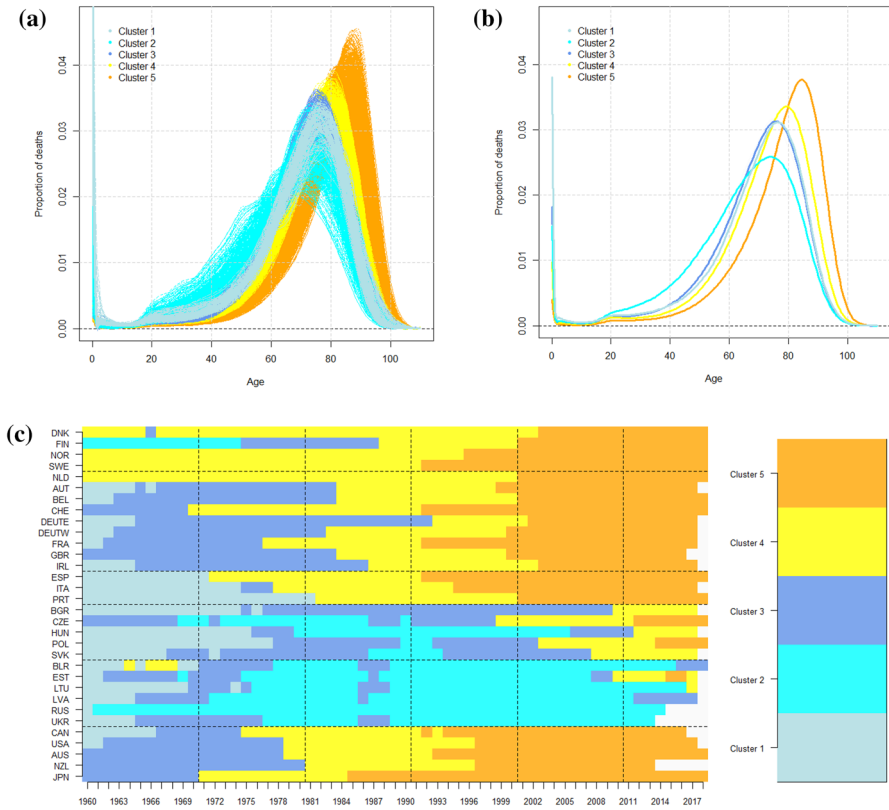 (a)
Cluster 1
Cluster 2
Cluster 3
Cluster 4
Cluster 5
Proportion of deaths
0.04
0.03
0.02
0.01
0.00
0 20 40 60 80 100
Age
(b)
Cluster 1
Cluster 2
Cluster 3
Cluster 4
Cluster 5
Proportion of deaths
0.04
0.03
0.02
0.01
0.00
0 20 40 60 80 100
Age
(c)
DNK
FIN
NOR
SWE
NLD
AUT
BEL
CHE
DEUTE
DEUTW
FRA
GBR
IRL
ESP
ITA
PRT
BGR
CZE
HUN
POL
SVK
BLR
EST
LTU
LVA
RUS
UKR
CAN
USA
AUS
NZL
JPN
1960 1963 1966 1969 1972 1975 1978 1981 1984 1987 1990 1993 1996 1999 2002 2005 2008 2011 2014 2017
Cluster 5
Cluster 4
Cluster 3
Cluster 2
Cluster 1